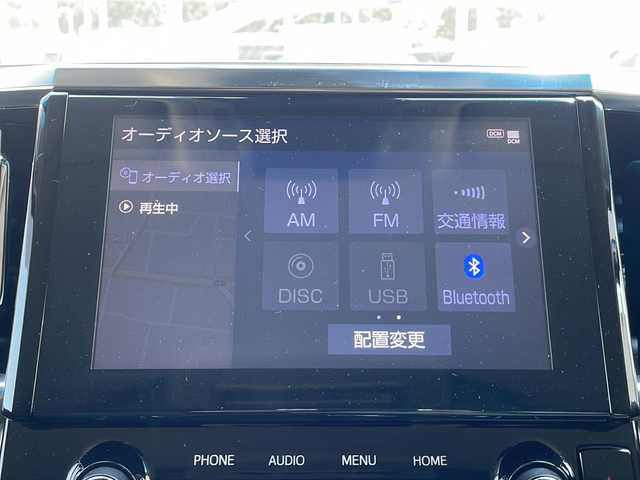 オーディオソース選択
DCM
DCM
オーディオ選択
再生中
AM
FM
交通情報
DISC
USB
Bluetooth
配置変更
PHONE
AUDIO
MENU
HOME